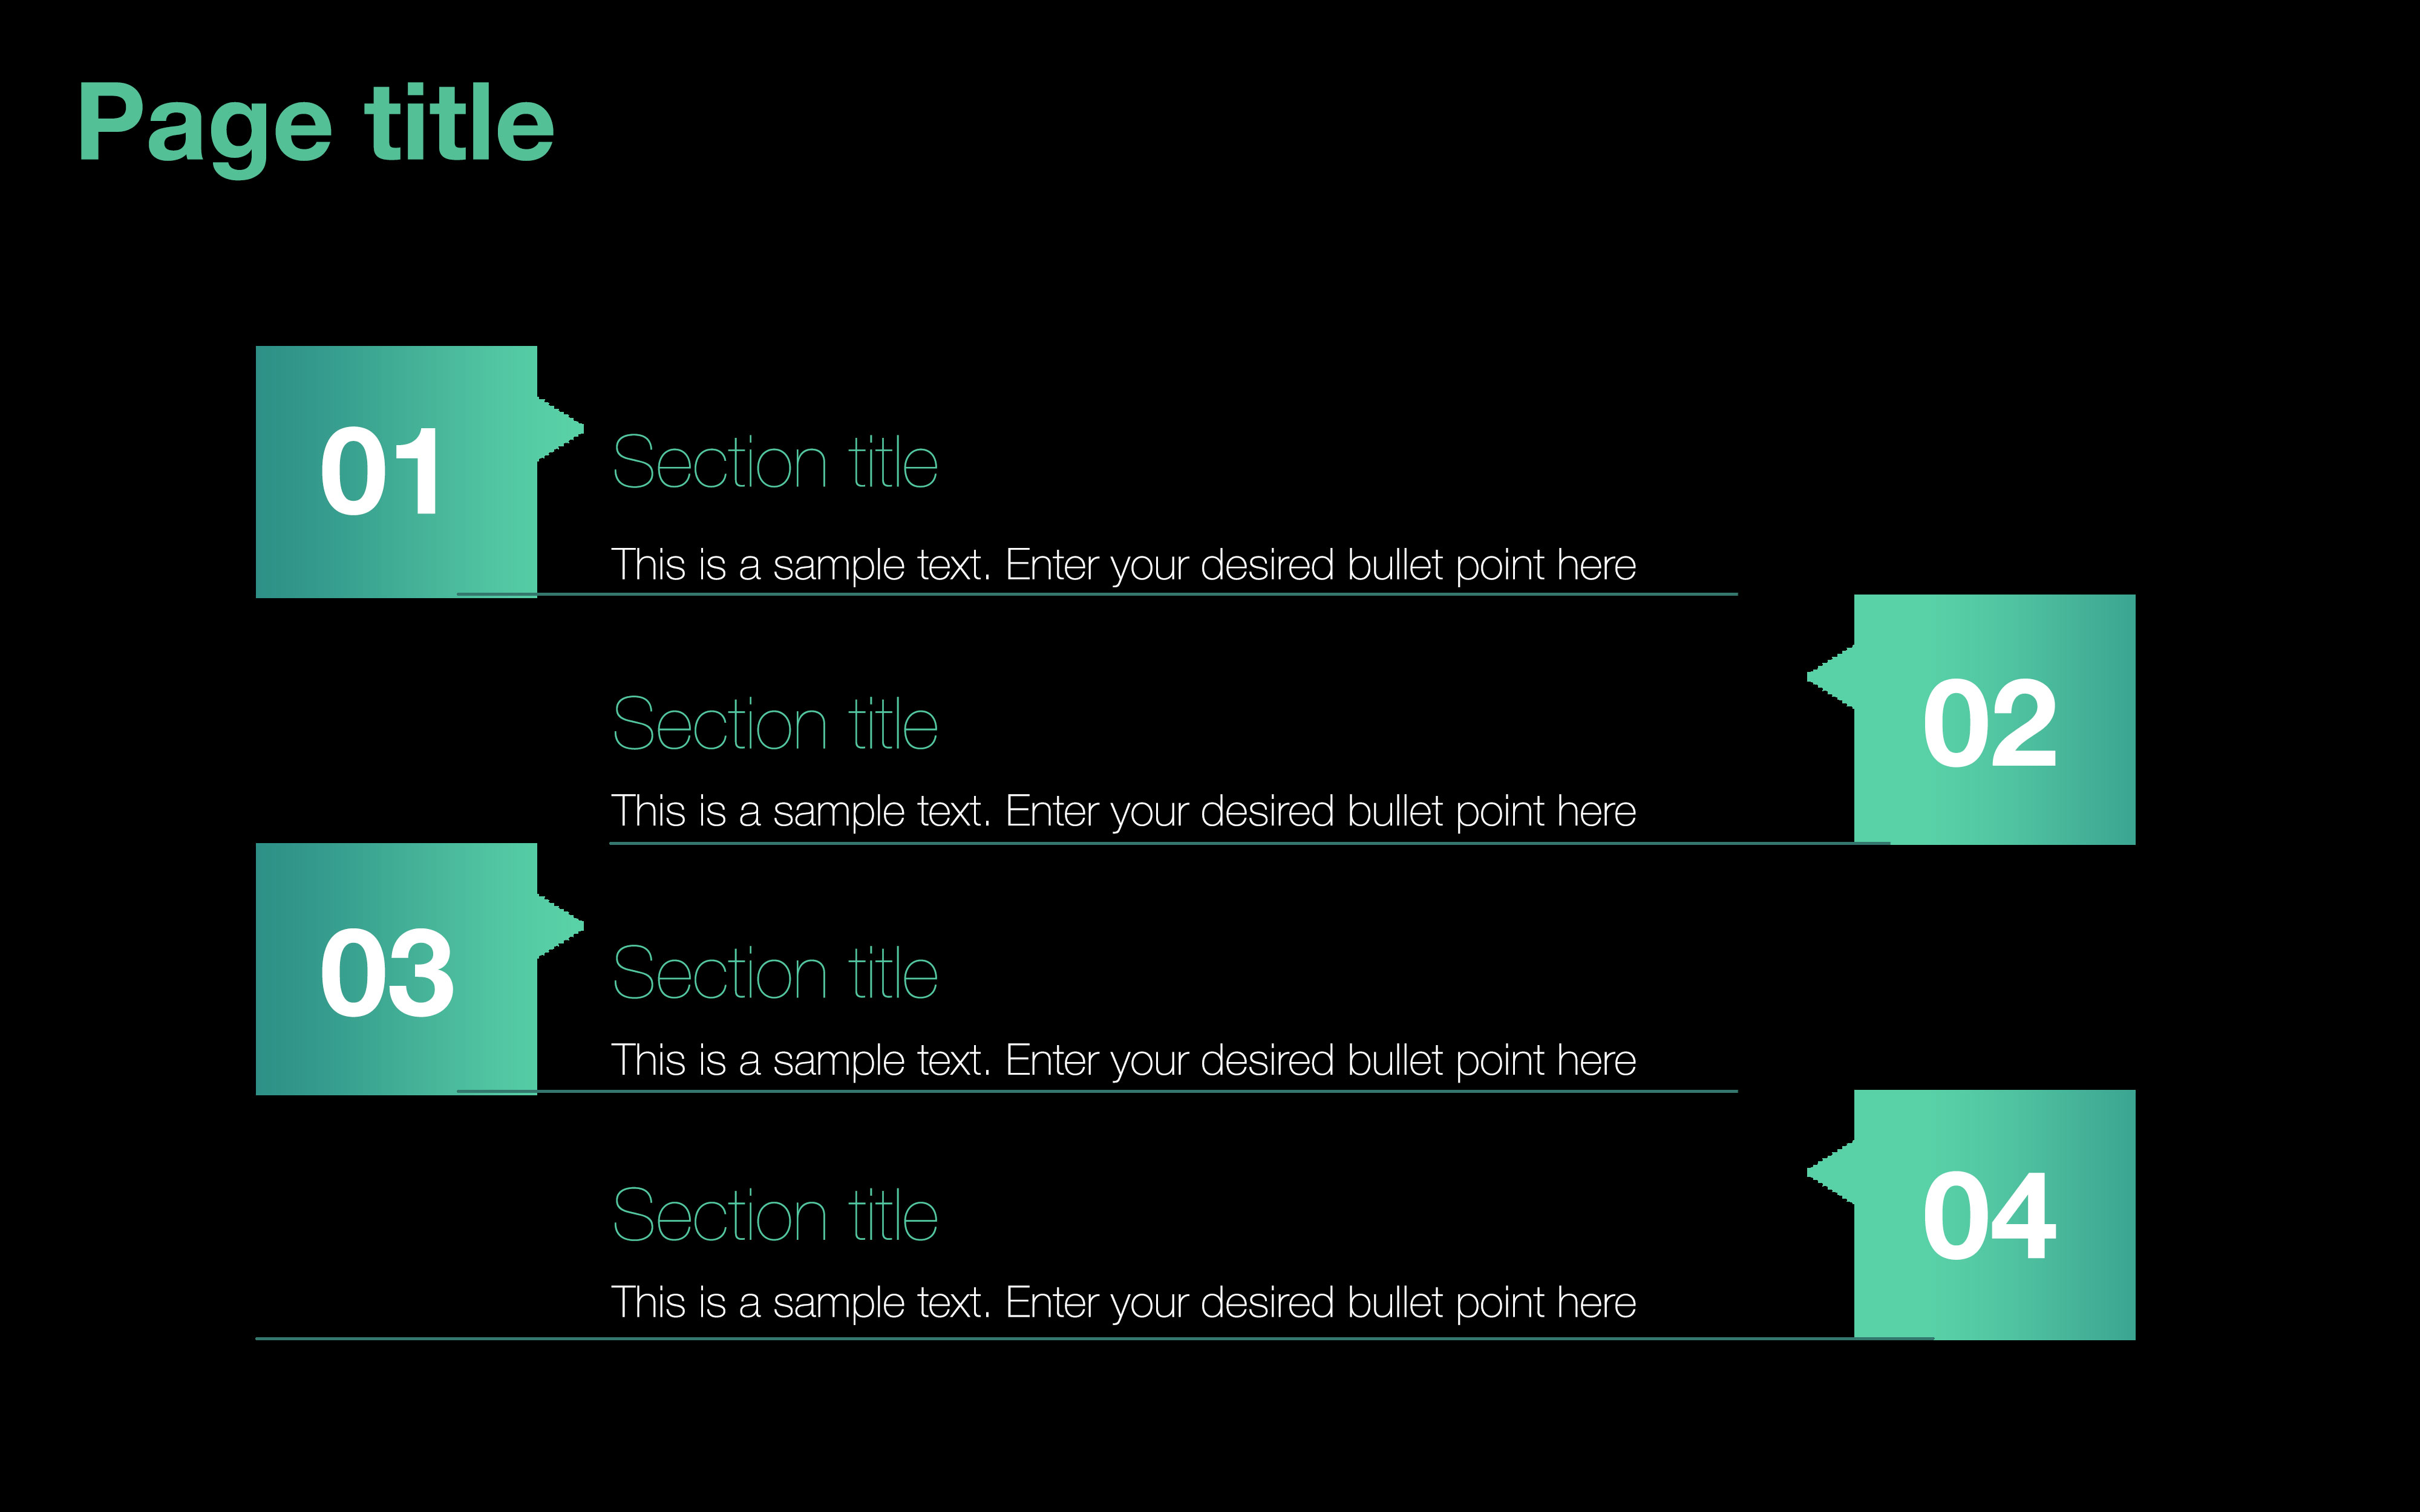 Page title
01
Section title
This is a sample text. Enter your desired bullet point here
02
Section title
This is a sample text. Enter your desired bullet point here
03
Section title
This is a sample text. Enter your desired bullet point here
04
Section title
This is a sample text. Enter your desired bullet point here